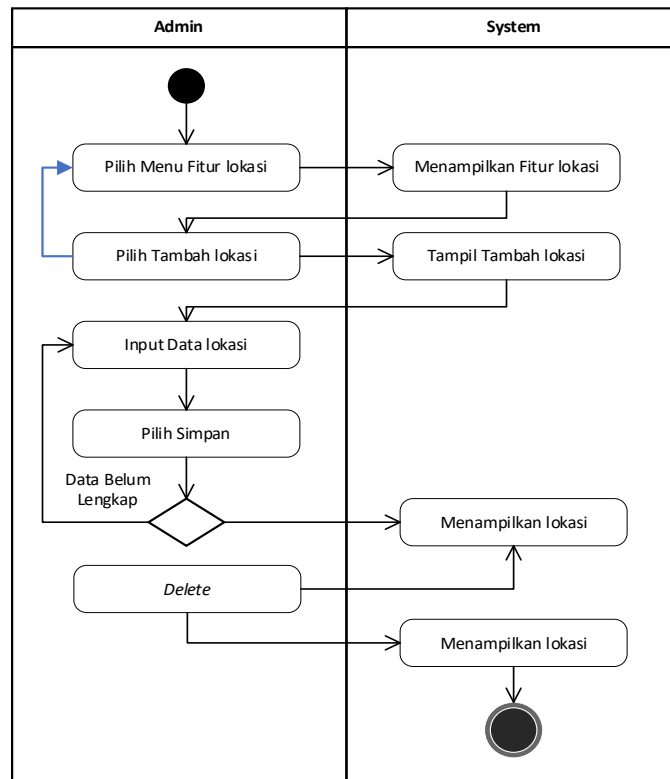 Admin
System
Pilih Menu Fitur lokasi
Menampilkan Fitur lokasi
Pilih Tambah lokasi
Tampil Tambah lokasi
Input Data lokasi
Pilih Simpan
Data Belum
Lengkap
Menampilkan lokasi
Delete
Menampilkan lokasi